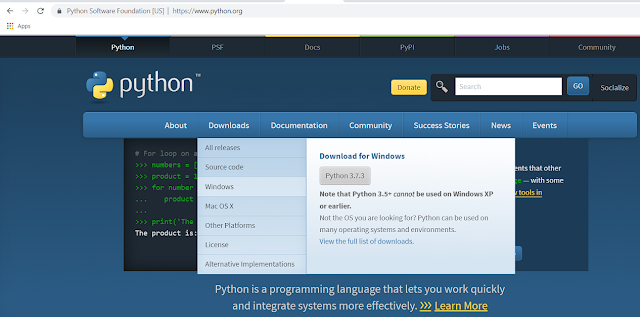 Python Software Foundation [US] | https://www.python.org
Apps
Python PSF Docs PyPI Jobs Community
python™
Donate Search GO Socialize
About Downloads Documentation Community Success Stories News Events
# For loop on a
>>> numbers = [
>>> product = 1
>>> for number
... product
...
>>> print('The
The product is:
All releases
Source code
Windows
Mac OS X
Other Platforms
License
Alternative Implementations
Download for Windows
Python 3.7.3
Note that Python 3.5+ cannot be used on Windows XP
or earlier.
Not the OS you are looking for? Python can be used on
many operating systems and environments.
View the full list of downloads.
ents that other
— with some
tools in
Python is a programming language that lets you work quickly
and integrate systems more effectively. >>> Learn More